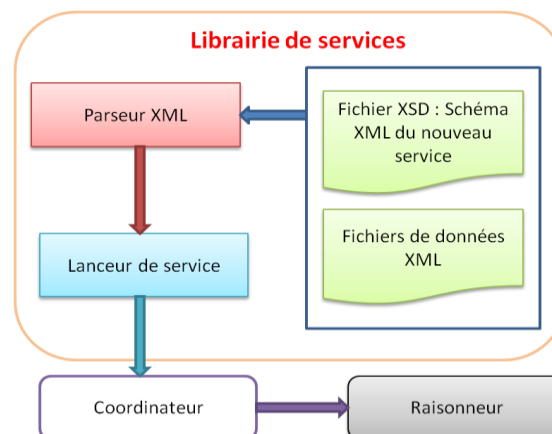 Librairie de services
Parseur XML
Fichier XSD : Schéma
XML du nouveau
service
Lanceur de service
Fichiers de données
XML
Coordinateur
Raisonneur